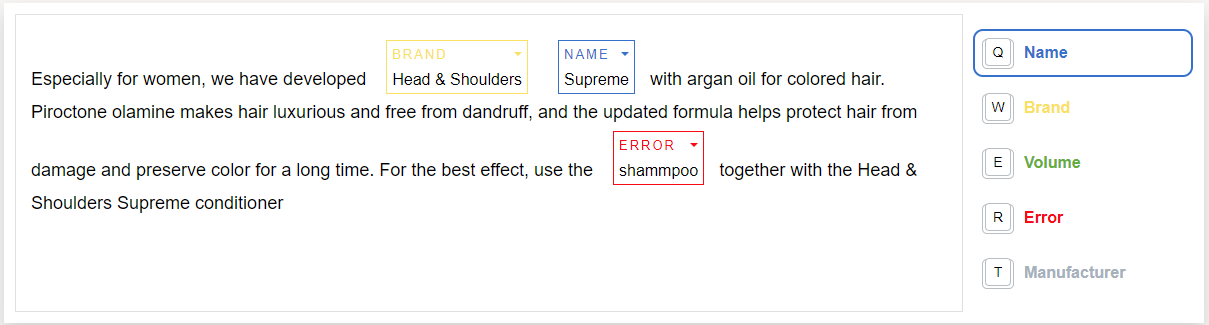 BRAND NAME
Especially for women, we have developed Head & Shoulders Supreme with argan oil for colored hair.
Piroctone olamine makes hair luxurious and free from dandruff, and the updated formula helps protect hair from
ERROR
damage and preserve color for a long time. For the best effect, use the shammpoo together with the Head &
Shoulders Supreme conditioner
Q Name
W Brand
E Volume
R Error
T Manufacturer